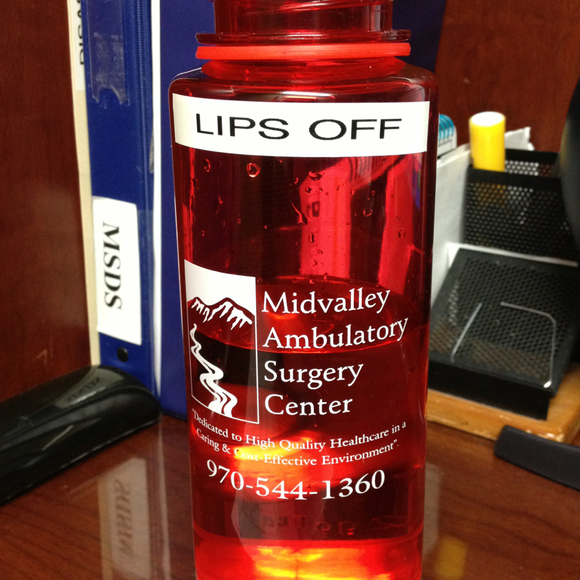 LIPS OFF
MSDS
Midvalley
Ambulatory
Surgery
Center
"Dedicated to High Quality Healthcare in a
Caring & Cost-Effective Environment".
970-544-1360